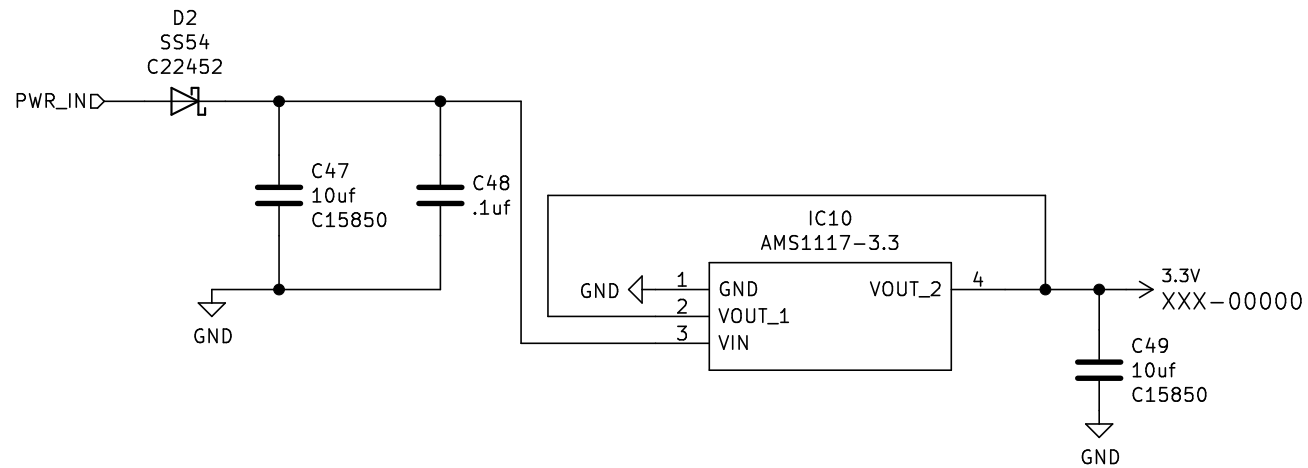 D2
SS54
C22452
PWR_IN
C47
10uf
C15850
C48
.1uf
GND
IC10
AMS1117-3.3
GND
1
GND
2
VOUT_1
3
VIN
VOUT_2
4
3.3V
XXX-00000
C49
10uf
C15850
GND